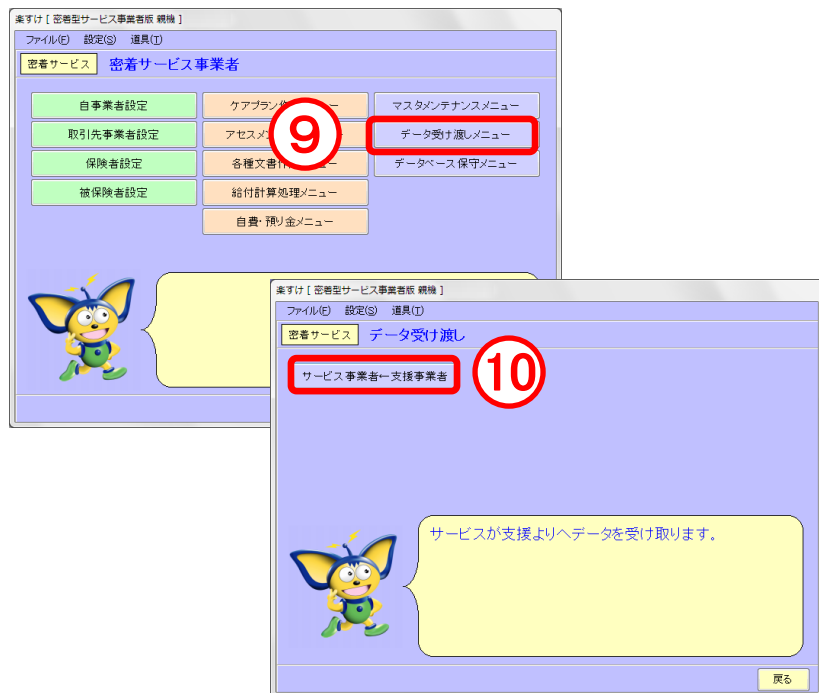 楽すけ [ 密着型サービス事業者版 親機 ]
ファイル(F) 設定(S) 道具(T)
密着サービス 密着サービス事業者
自事業者設定 ケアプラン マスタメンテナンスメニュー
取引先事業者設定 アセスメン データ受け渡しメニュー
保険者設定 各種文書 メニュー データベース保守メニュー
被保険者設定 給付計算処理メニュー
自費・預り金メニュー
⑨
楽すけ [ 密着型サービス事業者版 親機 ]
ファイル(F) 設定(S) 道具(T)
密着サービス データ受け渡し
サービス事業者←支援事業者
⑩
サービスが支援よりへデータを受け取ります。
戻る